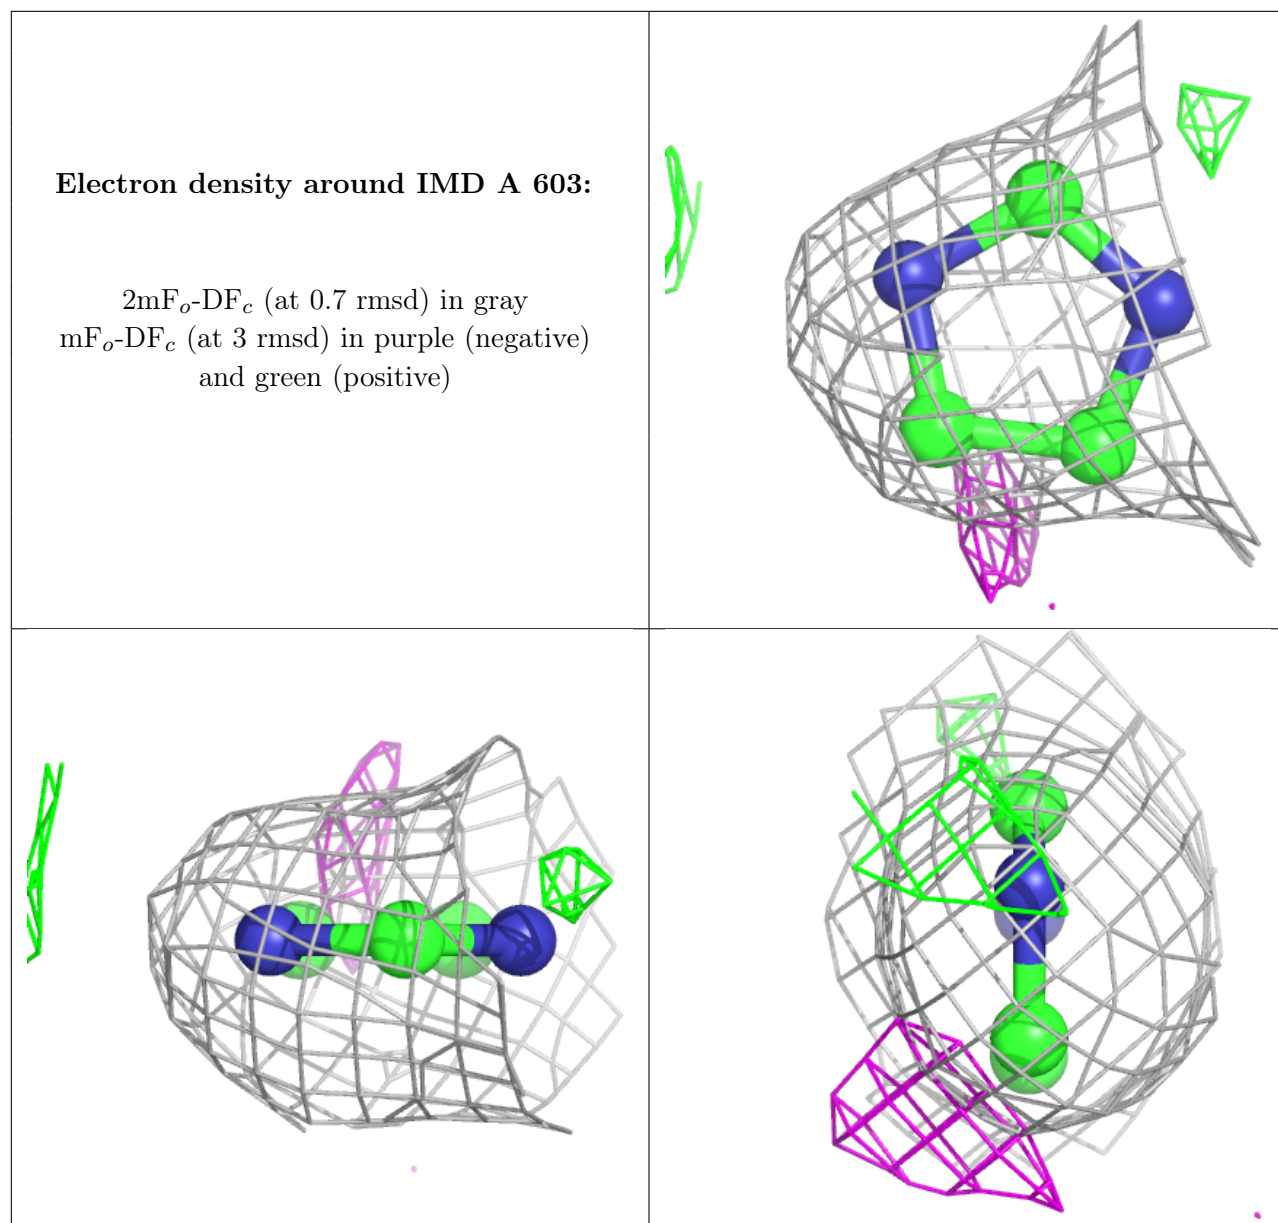 Electron density around IMD A 603:
2mFo-DFc (at 0.7 rmsd) in gray
mFo-DFc (at 3 rmsd) in purple (negative)
and green (positive)